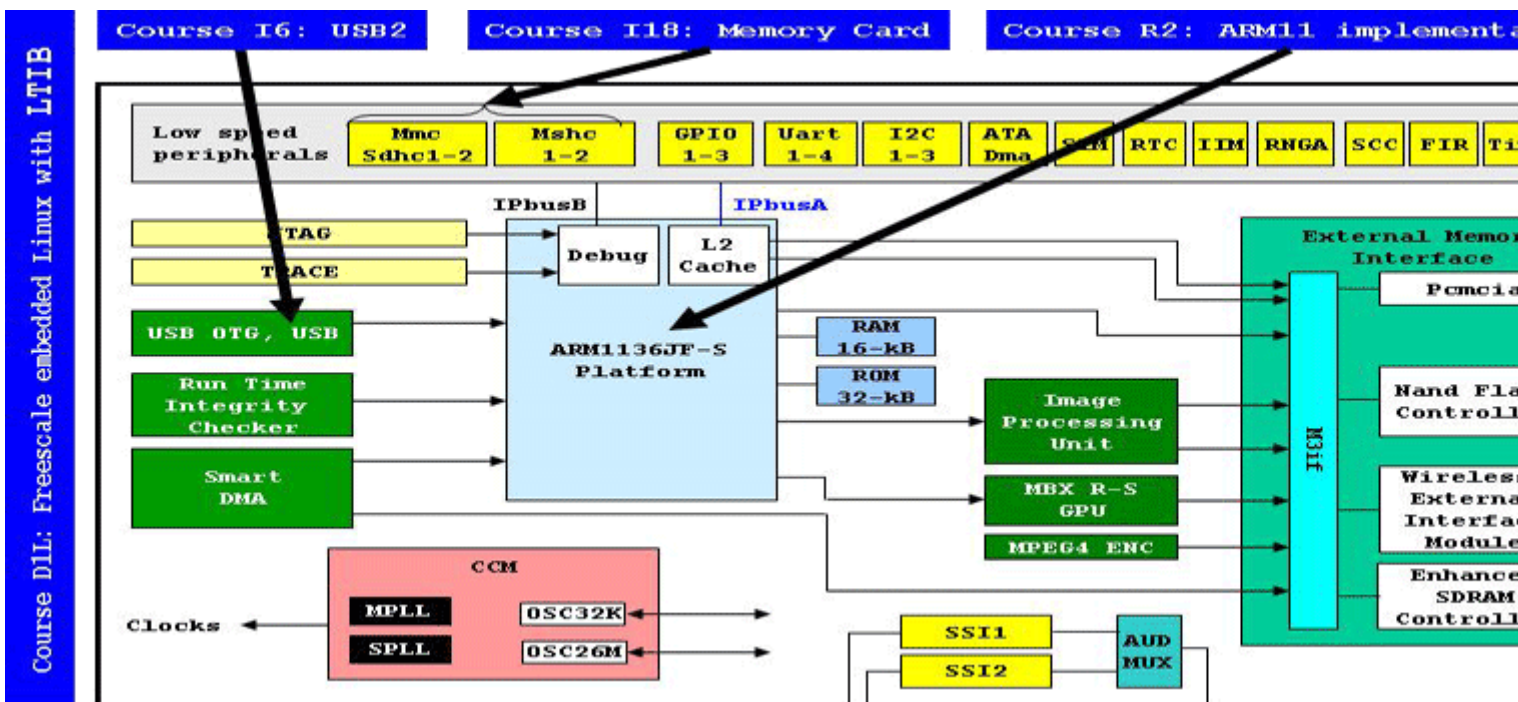 Course I6: USB2
Course I18: Memory Card
Course R2: ARM11 implementa
Course D1L: Freescale embedded Linux with LTIB
Low speed
peripherals
Mmc
Sdhc1-2
Mshc
1-2
GPIO
1-3
Uart
1-4
I2C
1-3
ATA
Dma
RTC
IIM
RNGA
SCC
FIR
Ti
IPbusB
IPbusA
JTAG
TRACE
Debug
L2
Cache
USB OTG, USB
Run Time
Integrity
Checker
Smart
DMA
ARM1136JF-S
Platform
RAM
16-kB
ROM
32-kB
Image
Processing
Unit
MBX R-S
GPU
MPEG4 ENC
External Memor
Interface
M3if
Pcmcia
Nand Fla
Controll
Wireles
Externa
Interfac
Module
Enhance
SDRAM
Controll
CCM
MPLL
SPLL
OSC32K
OSC26M
Clocks
SSI1
SSI2
AUD
MUX